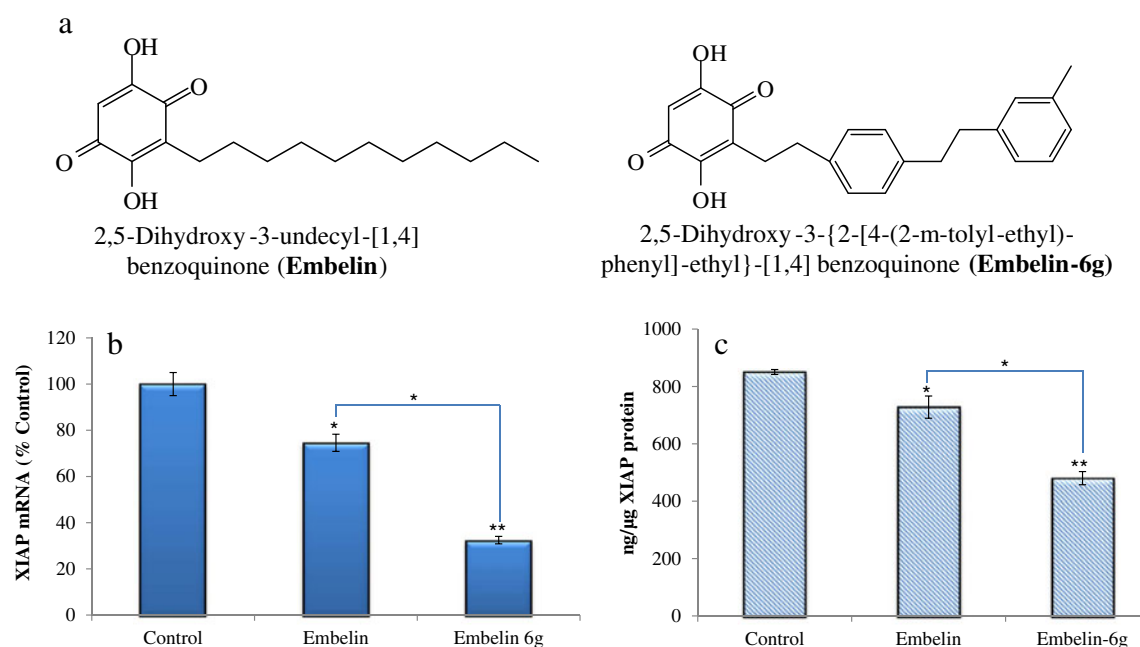 a
OH
O
O
OH
2,5-Dihydroxy-3-undecyl-[1,4]
benzoquinone (Embelin)
OH
O
O
OH
2,5-Dihydroxy-3-{2-[4-(2-m-tolyl-ethyl)-
phenyl]-ethyl}-[1,4] benzoquinone (Embelin-6g)
b
XIAP mRNA (% Control)
120
100
80
60
40
20
0
*
*
**
Control Embelin Embelin 6g
c
ng/µg XIAP protein
1000
800
600
400
200
0
*
*
**
Control Embelin Embelin-6g